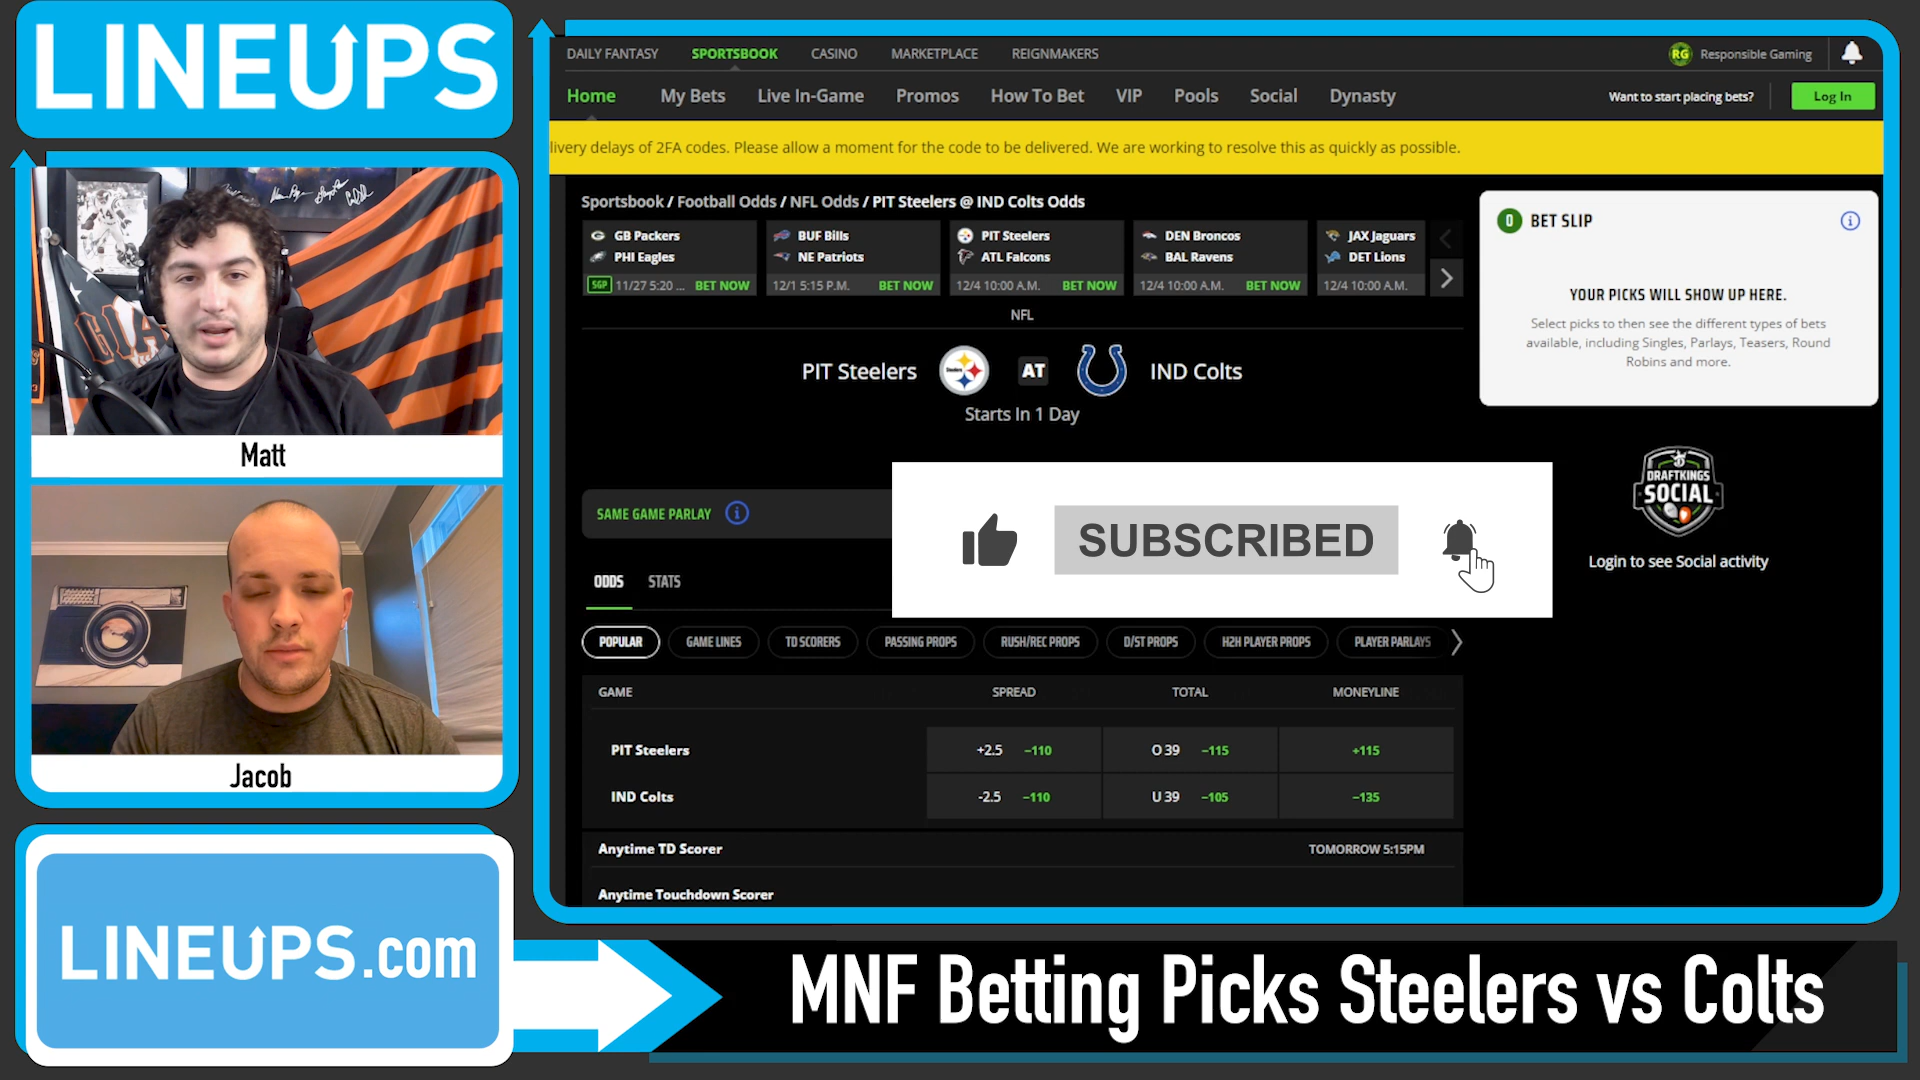 LINEUPS
Matt
Jacob
LINEUPS.com
DAILY FANTASY SPORTSBOOK CASINO MARKETPLACE REIGNMAKERS
RG Responsible Gaming
Home My Bets Live In-Game Promos How To Bet VIP Pools Social Dynasty
Want to start placing bets? Log In
livery delays of 2FA codes. Please allow a moment for the code to be delivered. We are working to resolve this as quickly as possible.
Sportsbook / Football Odds / NFL Odds / PIT Steelers @ IND Colts Odds
GB Packers
PHI Eagles
SGP 11/27 5:20 ... BET NOW
BUF Bills
NE Patriots
12/1 5:15 P.M. BET NOW
PIT Steelers
ATL Falcons
12/4 10:00 A.M. BET NOW
DEN Broncos
BAL Ravens
12/4 10:00 A.M. BET NOW
JAX Jaguars
DET Lions
12/4 10:00 A.M.
NFL
PIT Steelers AT IND Colts
Starts In 1 Day
0 BET SLIP
YOUR PICKS WILL SHOW UP HERE.
Select picks to then see the different types of bets
available, including Singles, Parlays, Teasers, Round
Robins and more.
DRAFTKINGS
SOCIAL
Login to see Social activity
SAME GAME PARLAY
SUBSCRIBED
ODDS STATS
POPULAR GAME LINES TD SCORERS PASSING PROPS RUSH/REC PROPS D/ST PROPS H2H PLAYER PROPS PLAYER PARLAYS
GAME SPREAD TOTAL MONEYLINE
PIT Steelers +2.5 −110 O 39 −115 +115
IND Colts -2.5 −110 U 39 −105 −135
Anytime TD Scorer TOMORROW 5:15PM
Anytime Touchdown Scorer
MNF Betting Picks Steelers vs Colts